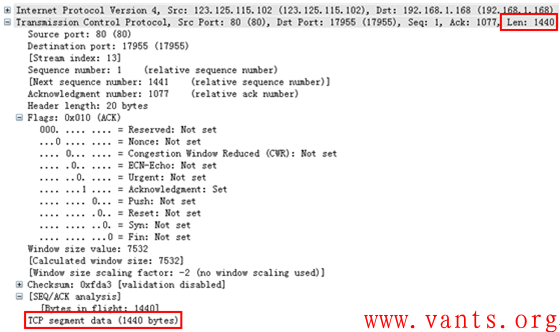 Internet Protocol Version 4, Src: 123.125.115.102 (123.125.115.102), Dst: 192.168.1.168 (192.168.1.168)
Transmission Control Protocol, Src Port: 80 (80), Dst Port: 17955 (17955), Seq: 1, Ack: 1077, Len: 1440
Source port: 80 (80)
Destination port: 17955 (17955)
[Stream index: 13]
Sequence number: 1 (relative sequence number)
[Next sequence number: 1441 (relative sequence number)]
Acknowledgment number: 1077 (relative ack number)
Header length: 20 bytes
Flags: 0x010 (ACK)
000. .... .... = Reserved: Not set
...0 .... .... = Nonce: Not set
.... 0... .... = Congestion Window Reduced (CWR): Not set
.... .0.. .... = ECN-Echo: Not set
.... ..0. .... = Urgent: Not set
.... ...1 .... = Acknowledgment: Set
.... .... 0... = Push: Not set
.... .... .0.. = Reset: Not set
.... .... ..0. = Syn: Not set
.... .... ...0 = Fin: Not set
Window size value: 7532
[Calculated window size: 7532]
[Window size scaling factor: -2 (no window scaling used)]
Checksum: 0xfda3 [validation disabled]
[SEQ/ACK analysis]
[Bytes in flight: 1440]
TCP segment data (1440 bytes)
www.vants.org